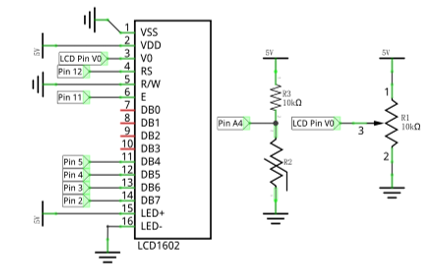 1 VSS
5V 2 VDD
LCD Pin V0 3 V0
Pin 12 4 RS
5 R/W
Pin 11 6 E
7 DB0
8 DB1
9 DB2
10 DB3
Pin 5 11 DB4
Pin 4 12 DB5
Pin 3 13 DB6
Pin 2 14 DB7
5V 15 LED+
16 LED-
LCD1602
5V
R3
10kΩ
Pin A4
R2
5V
1
R1
10kΩ
LCD Pin V0
3
2